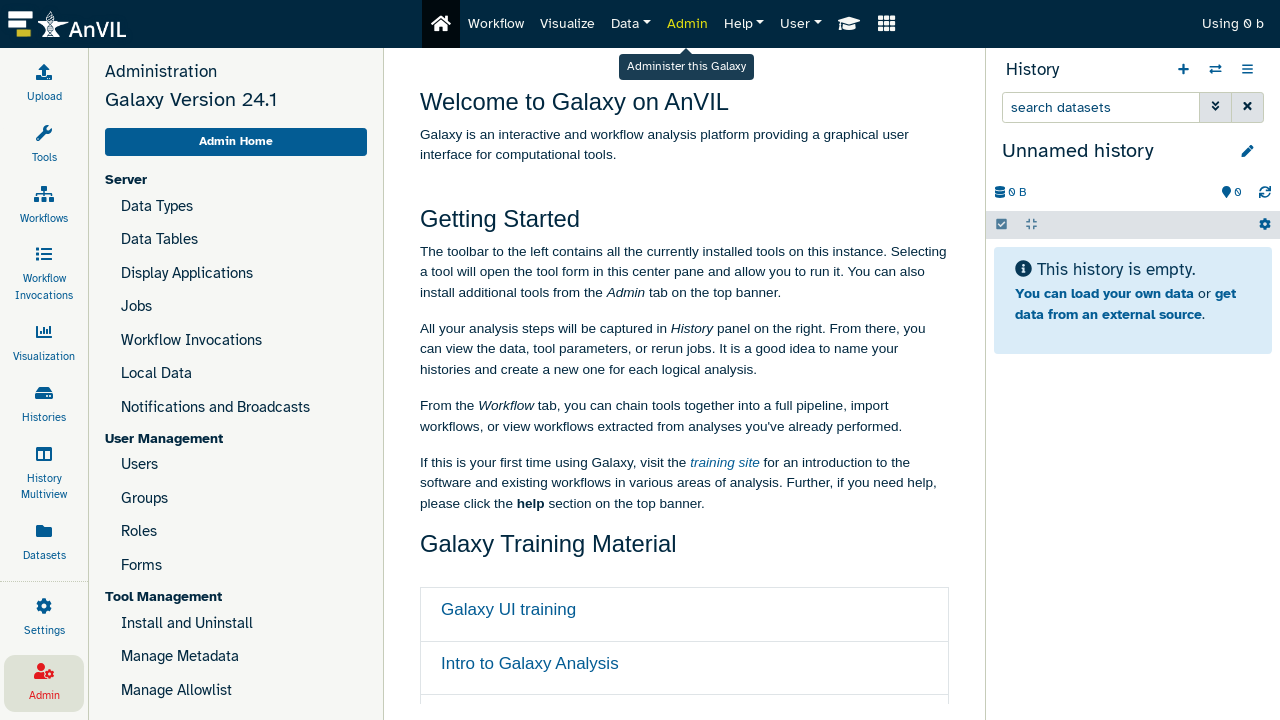 AnVIL
Workflow
Visualize
Data
Admin
Help
User
Using 0 b
Administer this Galaxy
Upload
Tools
Workflows
Workflow
Invocations
Visualization
Histories
History
Multiview
Datasets
Settings
Admin
Administration
Galaxy Version 24.1
Admin Home
Server
Data Types
Data Tables
Display Applications
Jobs
Workflow Invocations
Local Data
Notifications and Broadcasts
User Management
Users
Groups
Roles
Forms
Tool Management
Install and Uninstall
Manage Metadata
Manage Allowlist
Welcome to Galaxy on AnVIL
Galaxy is an interactive and workflow analysis platform providing a graphical user
interface for computational tools.
Getting Started
The toolbar to the left contains all the currently installed tools on this instance. Selecting
a tool will open the tool form in this center pane and allow you to run it. You can also
install additional tools from the Admin tab on the top banner.
All your analysis steps will be captured in History panel on the right. From there, you
can view the data, tool parameters, or rerun jobs. It is a good idea to name your
histories and create a new one for each logical analysis.
From the Workflow tab, you can chain tools together into a full pipeline, import
workflows, or view workflows extracted from analyses you've already performed.
If this is your first time using Galaxy, visit the training site for an introduction to the
software and existing workflows in various areas of analysis. Further, if you need help,
please click the help section on the top banner.
Galaxy Training Material
Galaxy UI training
Intro to Galaxy Analysis
History
search datasets
Unnamed history
0 B
0
This history is empty.
You can load your own data or get
data from an external source.